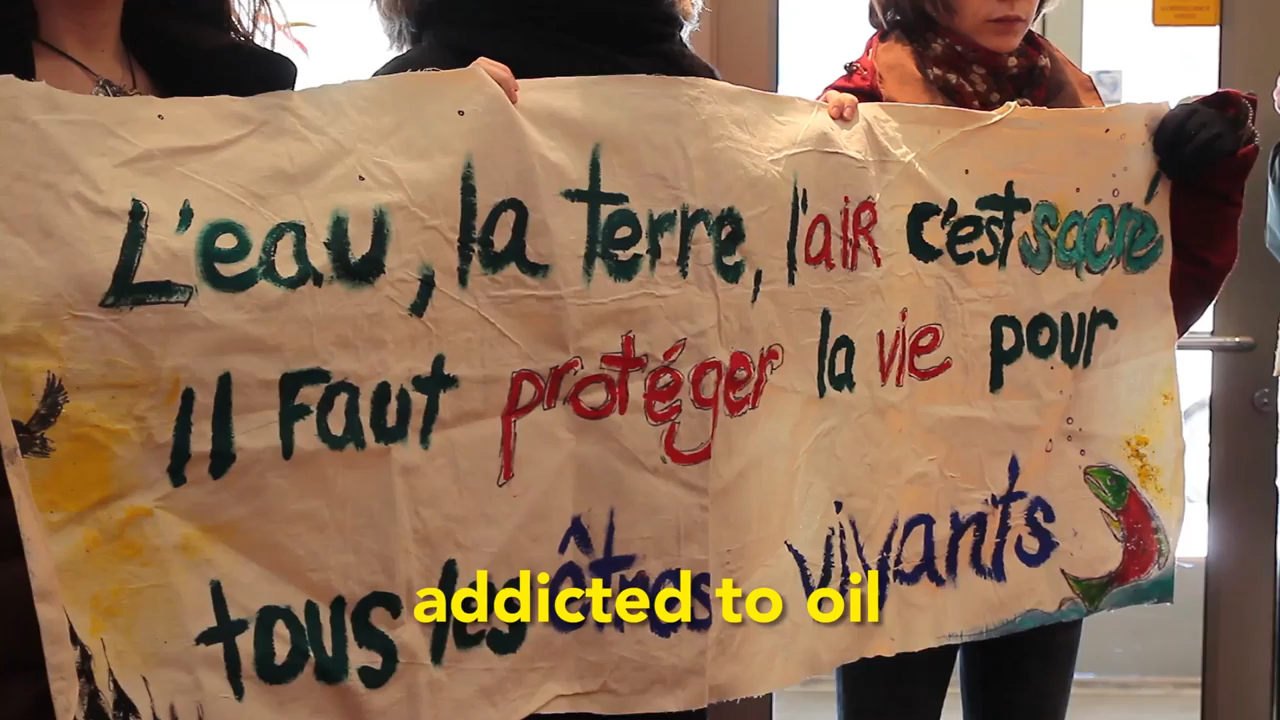 L'eau, la terre, l'aiR c'est sacré
Il Faut protéger la vie pour
tous les êtres vivants
addicted to oil